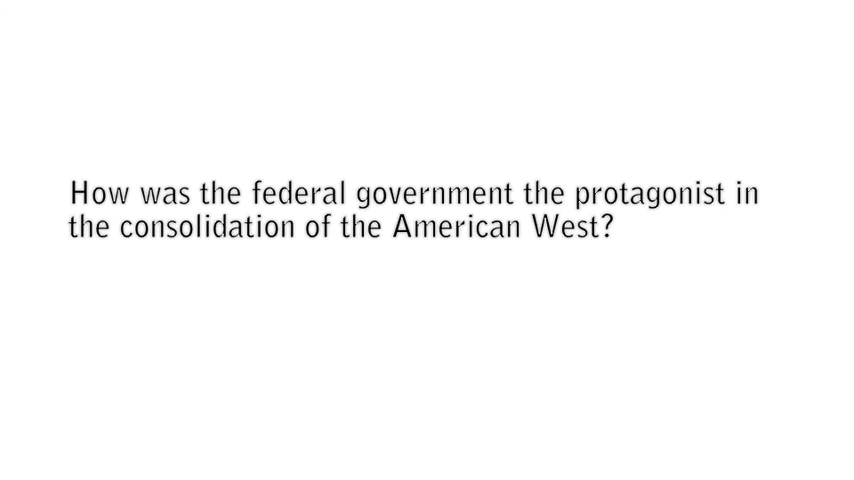 How was the federal government the protagonist in
the consolidation of the American West?